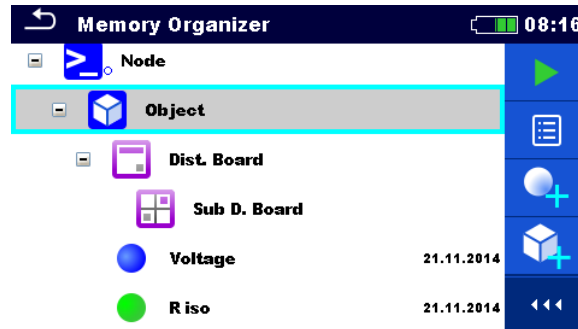 Memory Organizer 08:16
Node
Object
Dist. Board
Sub D. Board
Voltage 21.11.2014
R iso 21.11.2014